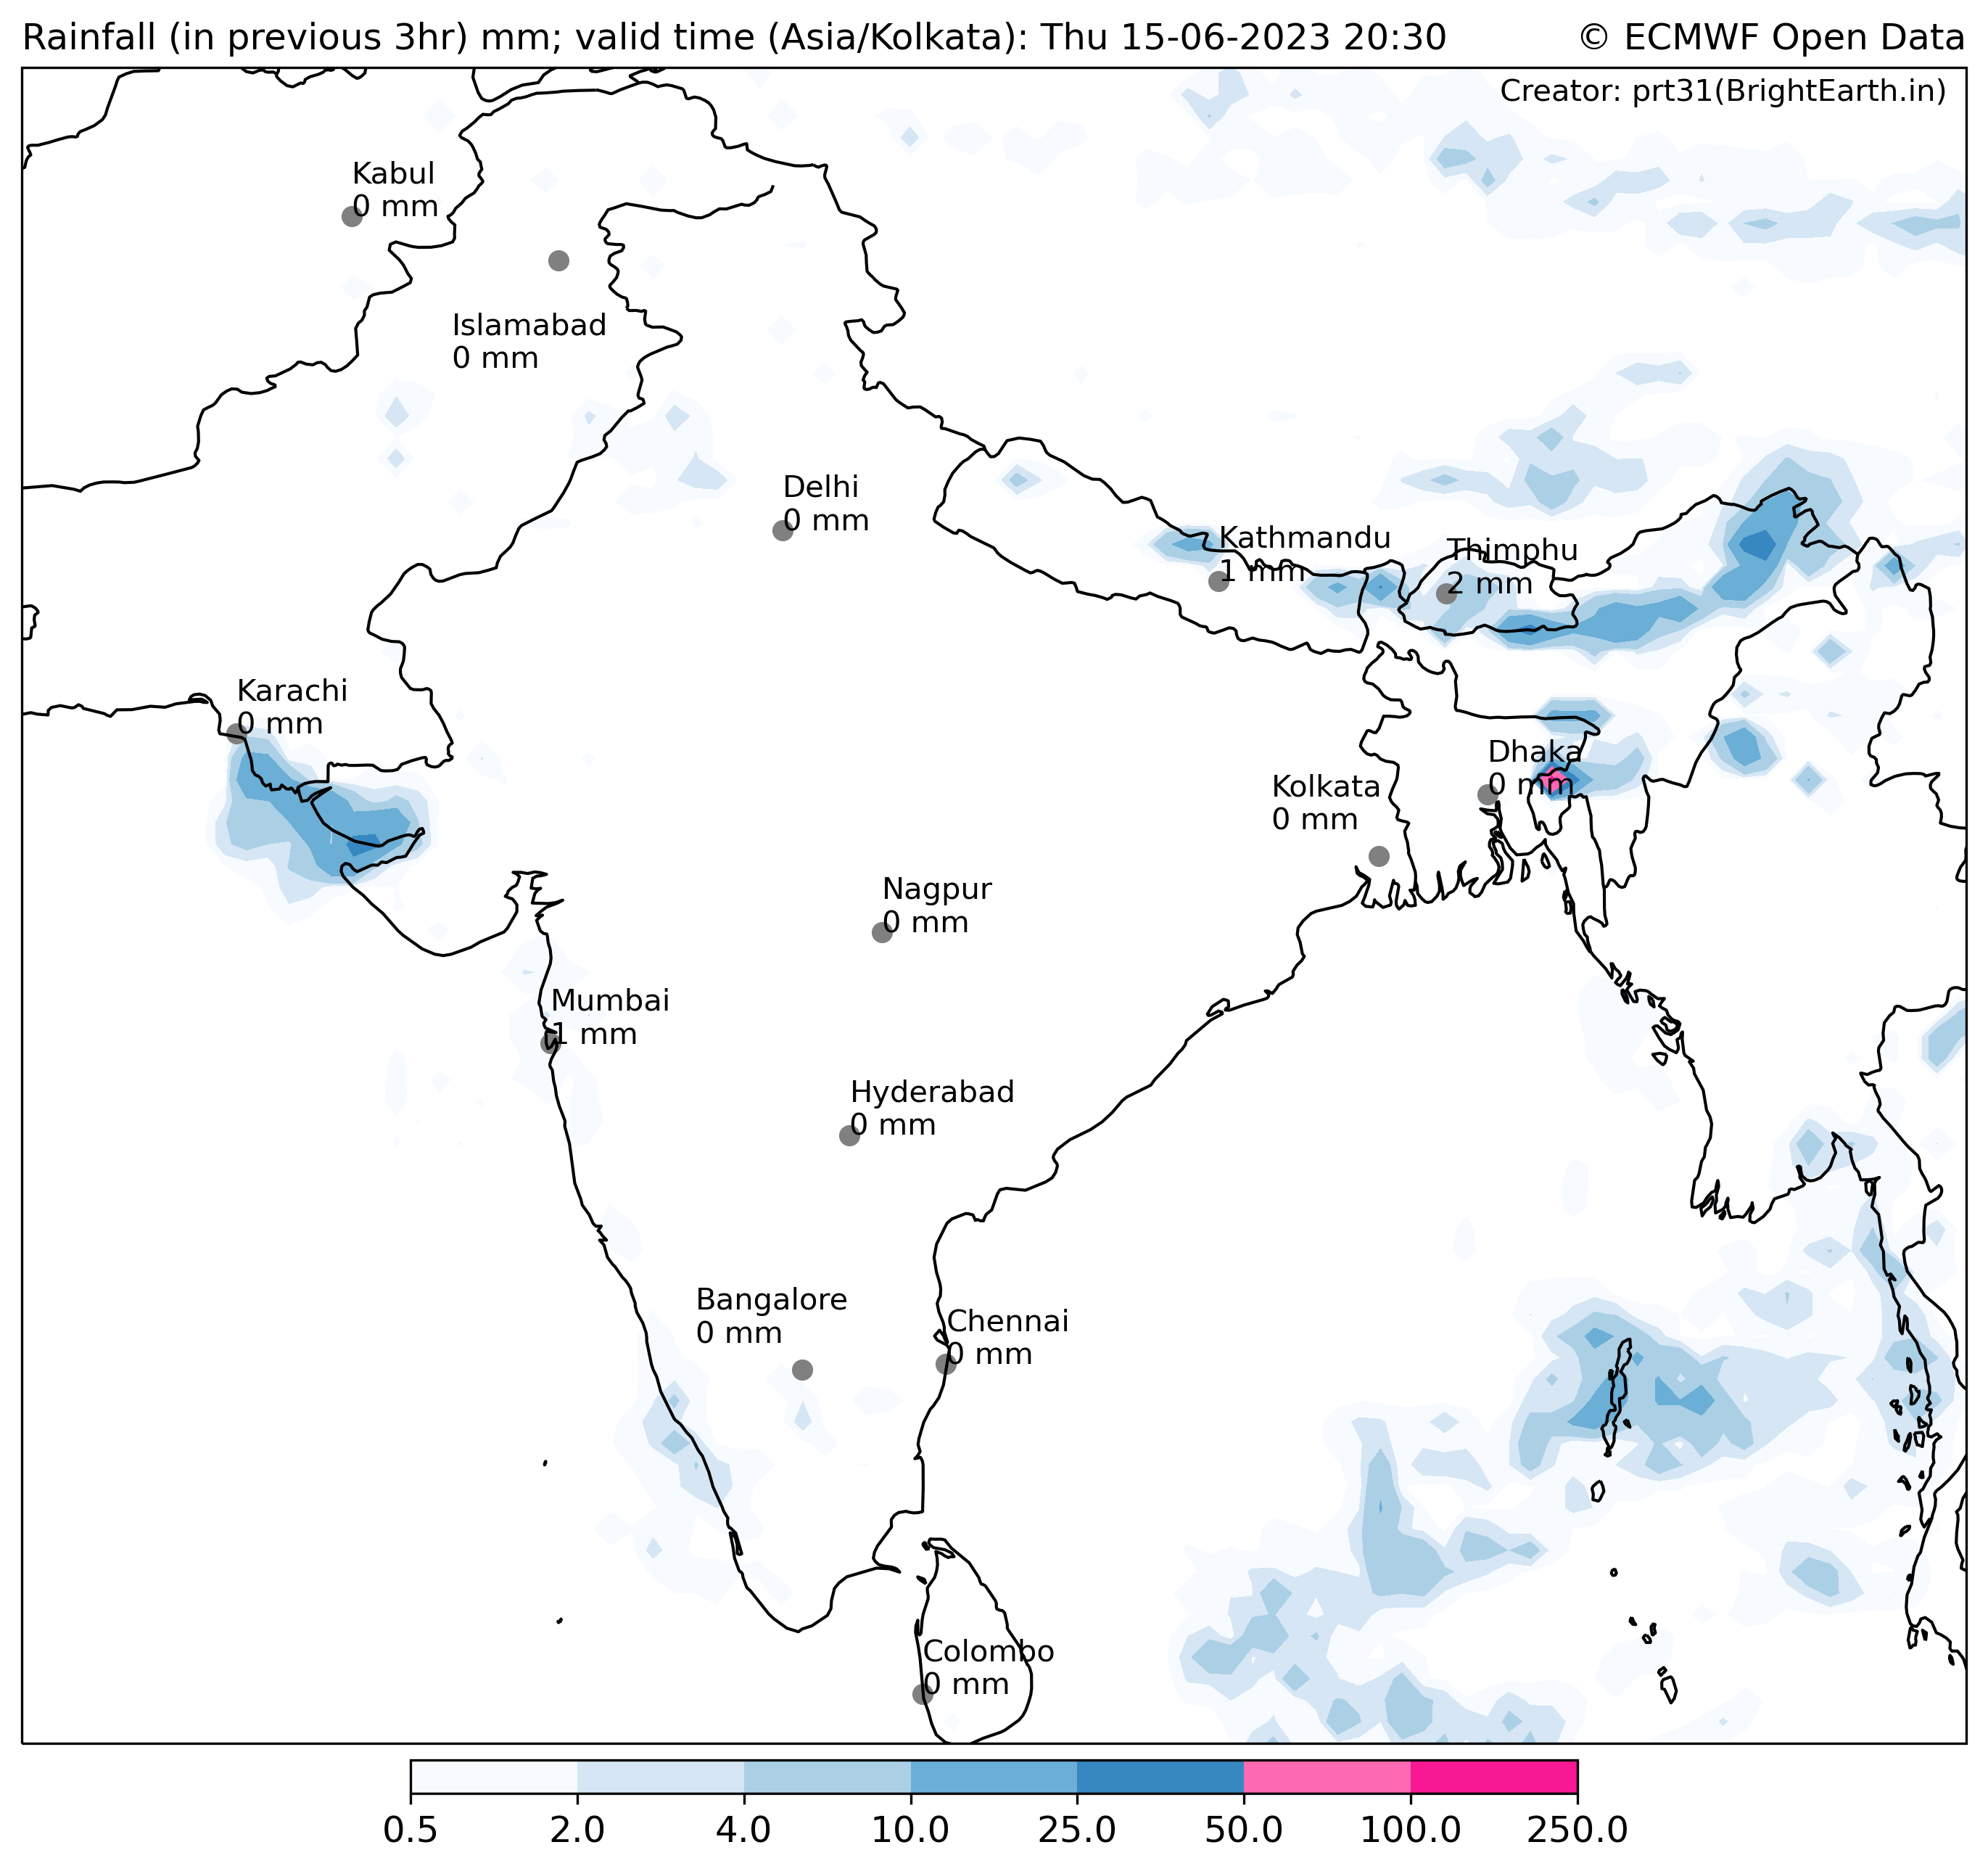 Rainfall (in previous 3hr) mm; valid time (Asia/Kolkata): Thu 15-06-2023 20:30
© ECMWF Open Data
Creator: prt31(BrightEarth.in)
Kabul
0 mm
Islamabad
0 mm
Delhi
0 mm
Kathmandu
1 mm
Thimphu
2 mm
Karachi
0 mm
Dhaka
0 mm
Kolkata
0 mm
Nagpur
0 mm
Mumbai
1 mm
Hyderabad
0 mm
Bangalore
0 mm
Chennai
0 mm
Colombo
0 mm
0.5 2.0 4.0 10.0 25.0 50.0 100.0 250.0